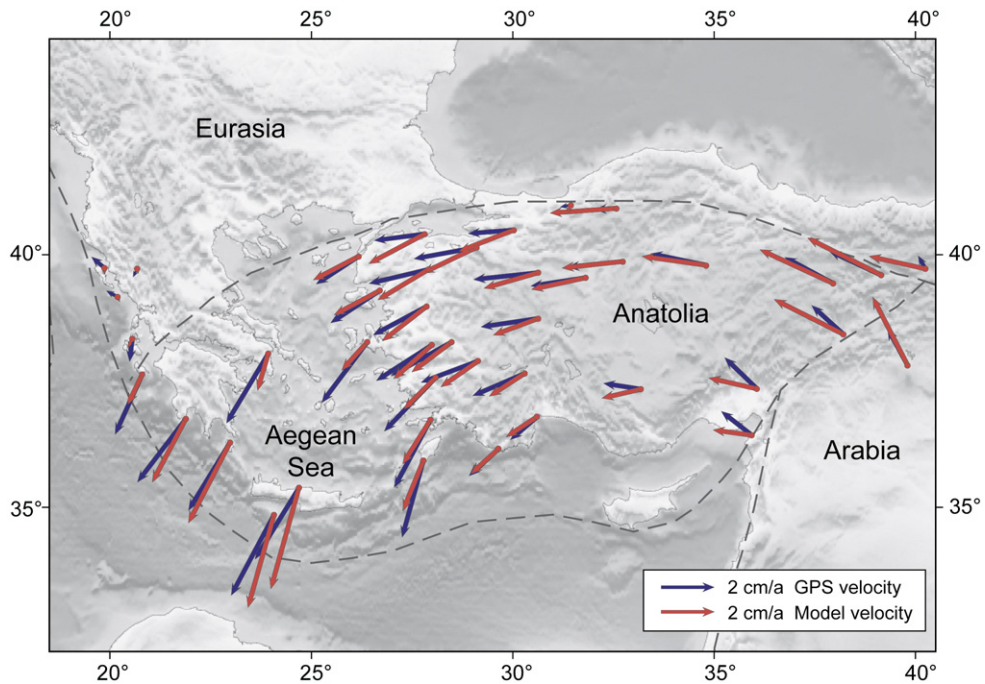 20° 25° 30° 35° 40°
Eurasia
40° 40°
Anatolia
Aegean
Sea
Arabia
35° 35°
2 cm/a GPS velocity
2 cm/a Model velocity
20° 25° 30° 35° 40°